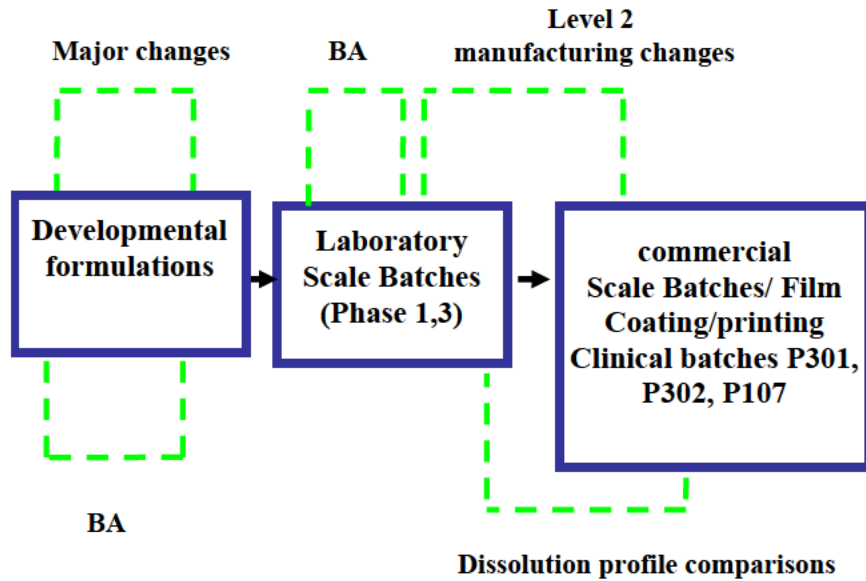 Major changes
BA
Level 2
manufacturing changes
Developmental
formulations
Laboratory
Scale Batches
(Phase 1,3)
commercial
Scale Batches/ Film
Coating/printing
Clinical batches P301,
P302, P107
BA
Dissolution profile comparisons